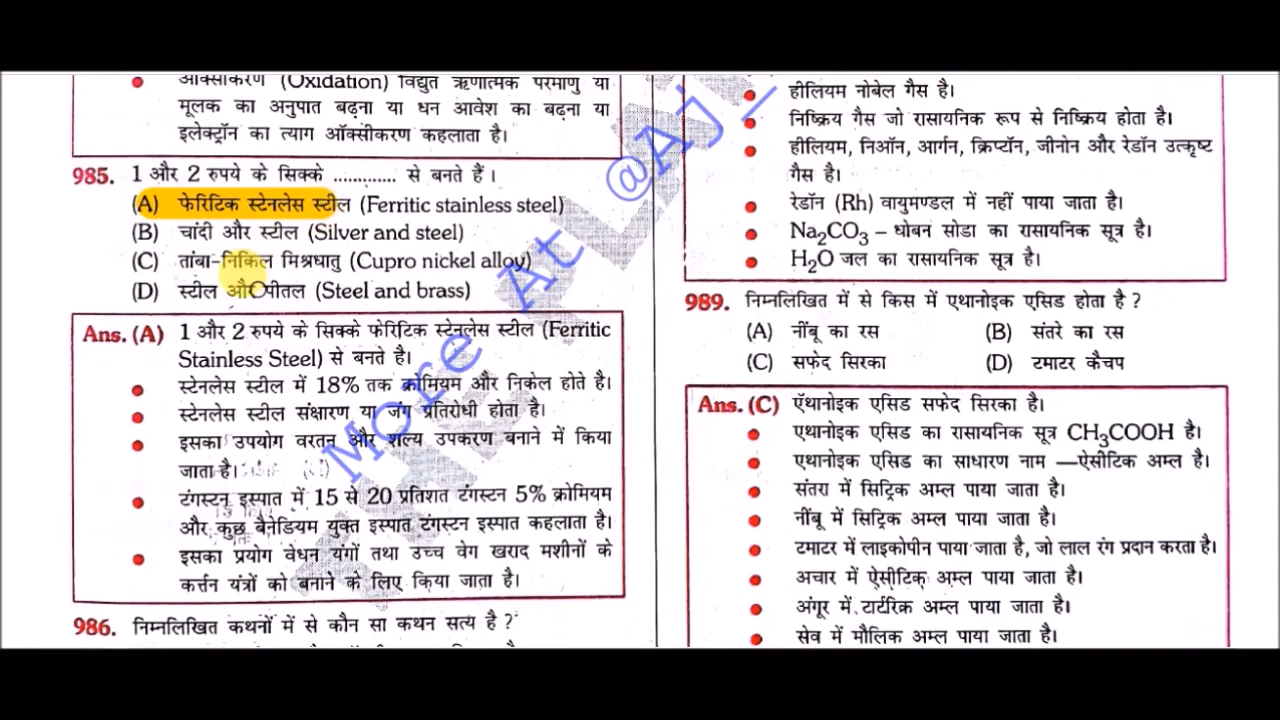 ऑक्सीकरण (Oxidation) विद्युत ऋणात्मक परमाणु या
मूलक का अनुपात बढ़ना या धन आवेश का बढ़ना या
इलेक्ट्रॉन का त्याग ऑक्सीकरण कहलाता है।
985. 1 और 2 रुपये के सिक्के ............. से बनते हैं।
(A) फेरिटिक स्टेनलेस स्टील (Ferritic stainless steel)
(B) चांदी और स्टील (Silver and steel)
(C) तांबा-निकिल मिश्रधातु (Cupro nickel alloy)
(D) स्टील और पीतल (Steel and brass)
Ans. (A) 1 और 2 रुपये के सिक्के फेरिटिक स्टेनलेस स्टील (Ferritic
Stainless Steel) से बनते है।
स्टेनलेस स्टील में 18% तक क्रोमियम और निकेल होते है।
स्टेनलेस स्टील संक्षारण या जंग प्रतिरोधी होता है।
इसका उपयोग वरतन और शल्य उपकरण बनाने में किया
जाता है।
टंगस्टन इस्पात में 15 से 20 प्रतिशत टंगस्टन 5% क्रोमियम
और कुछ बैनेडियम युक्त इस्पात टंगस्टन इस्पात कहलाता है।
इसका प्रयोग वेधन यंगों तथा उच्च वेग खराद मशीनों के
कर्त्तन यंत्रों को बनाने के लिए किया जाता है।
986. निम्नलिखित कथनों में से कौन सा कथन सत्य है ?
हीलियम नोबेल गैस है।
निष्क्रिय गैस जो रासायनिक रूप से निष्क्रिय होता है।
हीलियम, निऑन, आर्गन, क्रिप्टॉन, जीनोन और रेडॉन उत्कृष्ट
गैस है।
रेडॉन (Rh) वायुमण्डल में नहीं पाया जाता है।
Na₂CO₃ – धोबन सोडा का रासायनिक सूत्र है।
H₂O जल का रासायनिक सूत्र है।
989. निम्नलिखित में से किस में एथानोइक एसिड होता है ?
(A) नींबू का रस (B) संतरे का रस
(C) सफेद सिरका (D) टमाटर कैचप
Ans. (C) ऍथानोइक एसिड सफेद सिरका है।
एथानोइक एसिड का रासायनिक सूत्र CH₃COOH है।
एथानोइक एसिड का साधारण नाम —ऐसीटिक अम्ल है।
संतरा में सिट्रिक अम्ल पाया जाता है।
नींबू में सिट्रिक अम्ल पाया जाता है।
टमाटर में लाइकोपीन पाया जाता है, जो लाल रंग प्रदान करता है।
अचार में ऐसीटिक अम्ल पाया जाता है।
अंगूर में टार्टरिक अम्ल पाया जाता है।
सेव में मौलिक अम्ल पाया जाता है।
More At @Aj_